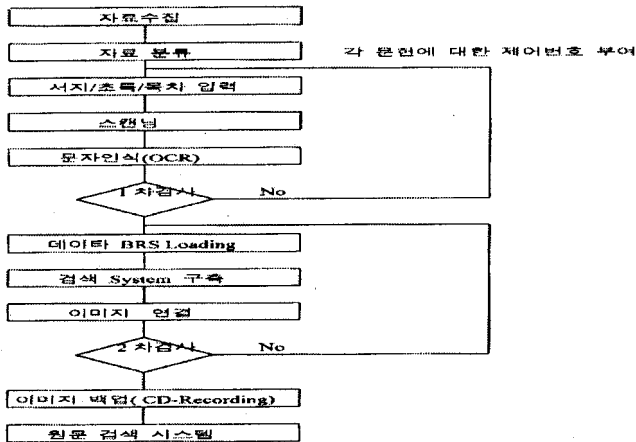 자료수집
자료 분류 각 문헌에 대한 제어번호 부여
서지/초록/목차 입력
스캔닝
문자인식(OCR)
1 차검사 No
데이타 BRS Loading
검색 System 구축
이미지 연결
2 차검사 No
이미지 백업( CD-Recording)
원문 검색 시스템